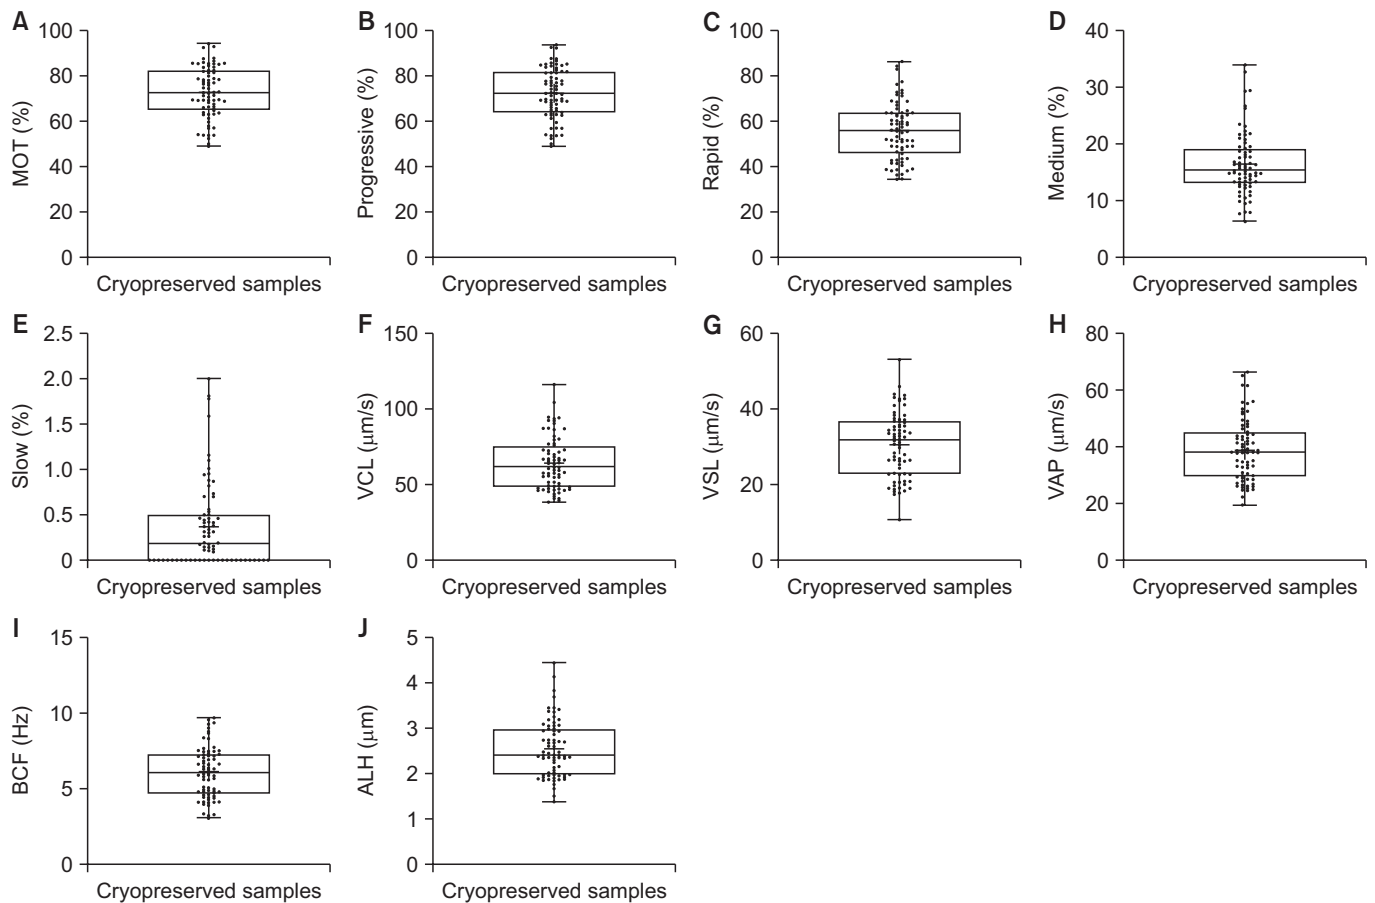 A
MOT (%)
100
80
60
40
20
0
Cryopreserved samples
B
Progressive (%)
100
80
60
40
20
0
Cryopreserved samples
C
Rapid (%)
100
80
60
40
20
0
Cryopreserved samples
D
Medium (%)
40
30
20
10
0
Cryopreserved samples
E
Slow (%)
2.5
2.0
1.5
1.0
0.5
0
Cryopreserved samples
F
VCL (μm/s)
150
100
50
0
Cryopreserved samples
G
VSL (μm/s)
60
40
20
0
Cryopreserved samples
H
VAP (μm/s)
80
60
40
20
0
Cryopreserved samples
I
BCF (Hz)
15
10
5
0
Cryopreserved samples
J
ALH (μm)
5
4
3
2
1
0
Cryopreserved samples